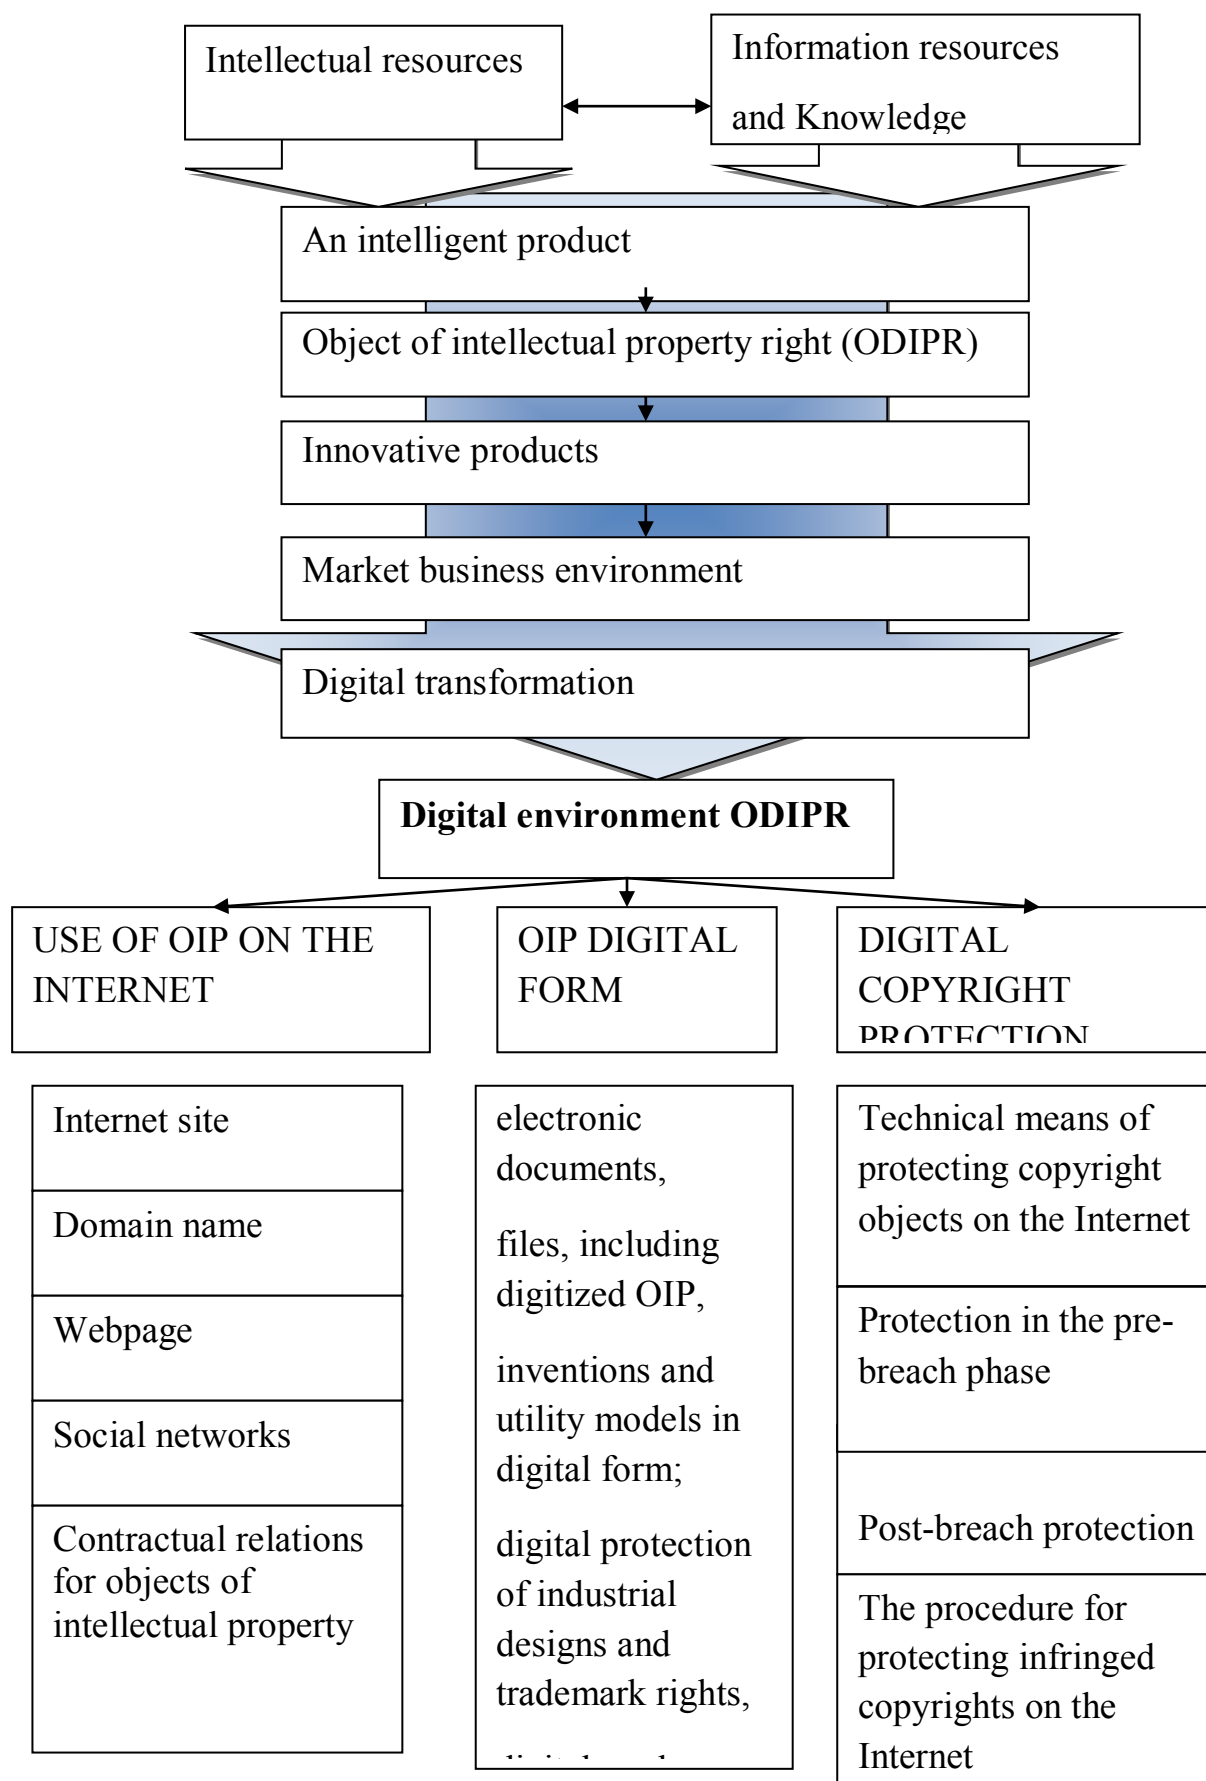 Intellectual resources
Information resources
and Knowledge
An intelligent product
Object of intellectual property right (ODIPR)
Innovative products
Market business environment
Digital transformation
Digital environment ODIPR
USE OF OIP ON THE
INTERNET
OIP DIGITAL
FORM
DIGITAL
COPYRIGHT
PROTECTION
Internet site
Domain name
Webpage
Social networks
Contractual relations
for objects of
intellectual property
electronic
documents,
files, including
digitized OIP,
inventions and
utility models in
digital form;
digital protection
of industrial
designs and
trademark rights,
Technical means of
protecting copyright
objects on the Internet
Protection in the pre-
breach phase
Post-breach protection
The procedure for
protecting infringed
copyrights on the
Internet